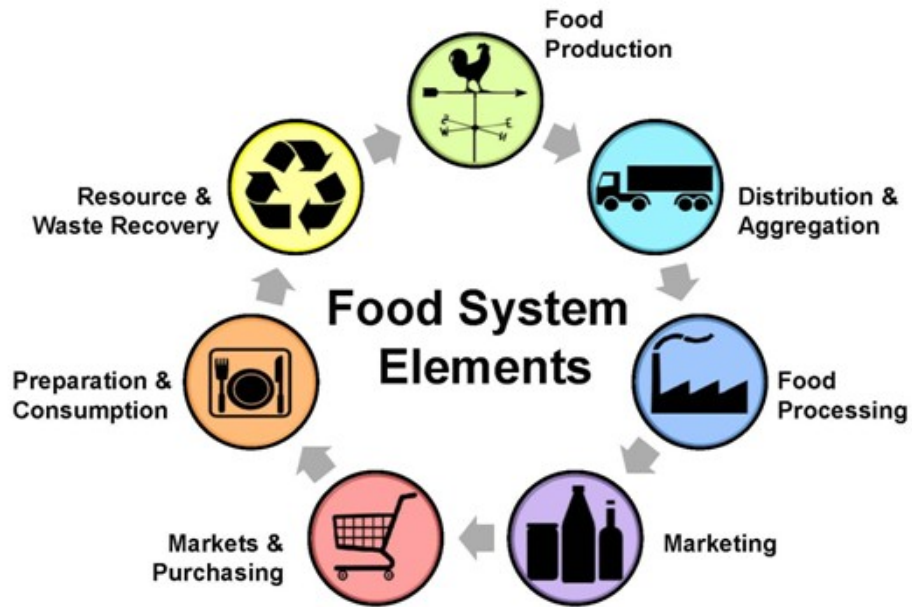 Food
Production
Distribution &
Aggregation
Food
Processing
Marketing
Markets &
Purchasing
Preparation &
Consumption
Resource &
Waste Recovery
Food System
Elements
S
E
W
N